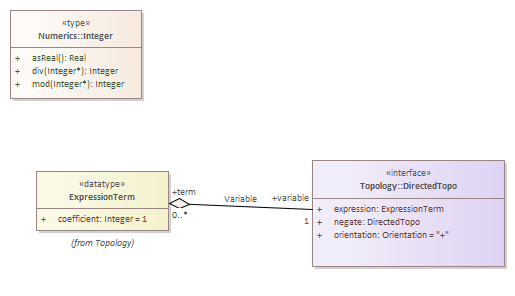 «type»
Numerics::Integer
+ asReal(): Real
+ div(Integer*): Integer
+ mod(Integer*): Integer
«datatype»
ExpressionTerm
+ coefficient: Integer = 1
(from Topology)
+term
0..*
Variable
+variable
1
«interface»
Topology::DirectedTopo
+ expression: ExpressionTerm
+ negate: DirectedTopo
+ orientation: Orientation = "+"